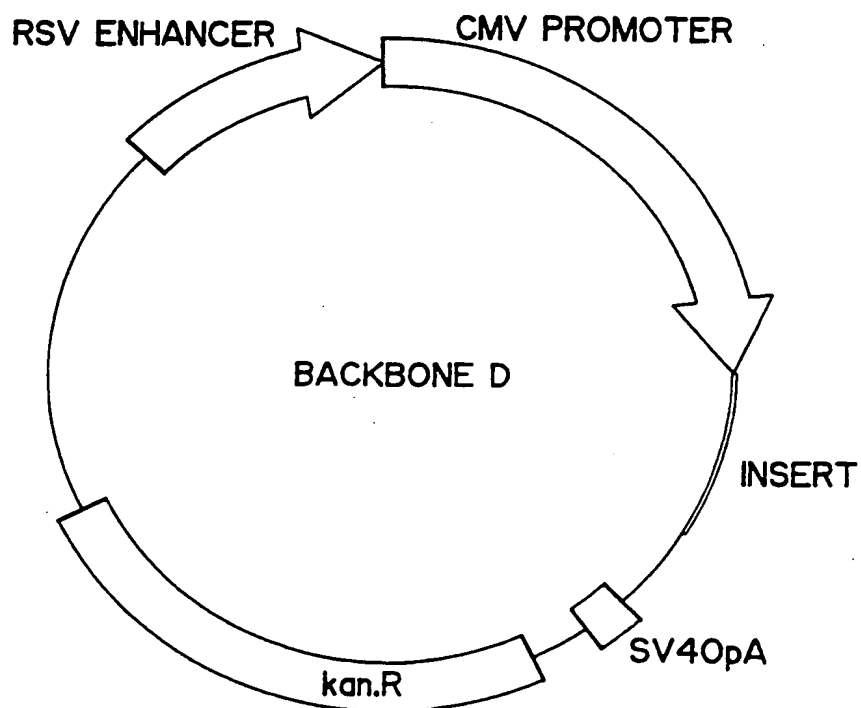 RSV ENHANCER
CMV PROMOTER
BACKBONE D
INSERT
SV40pA
kan.R